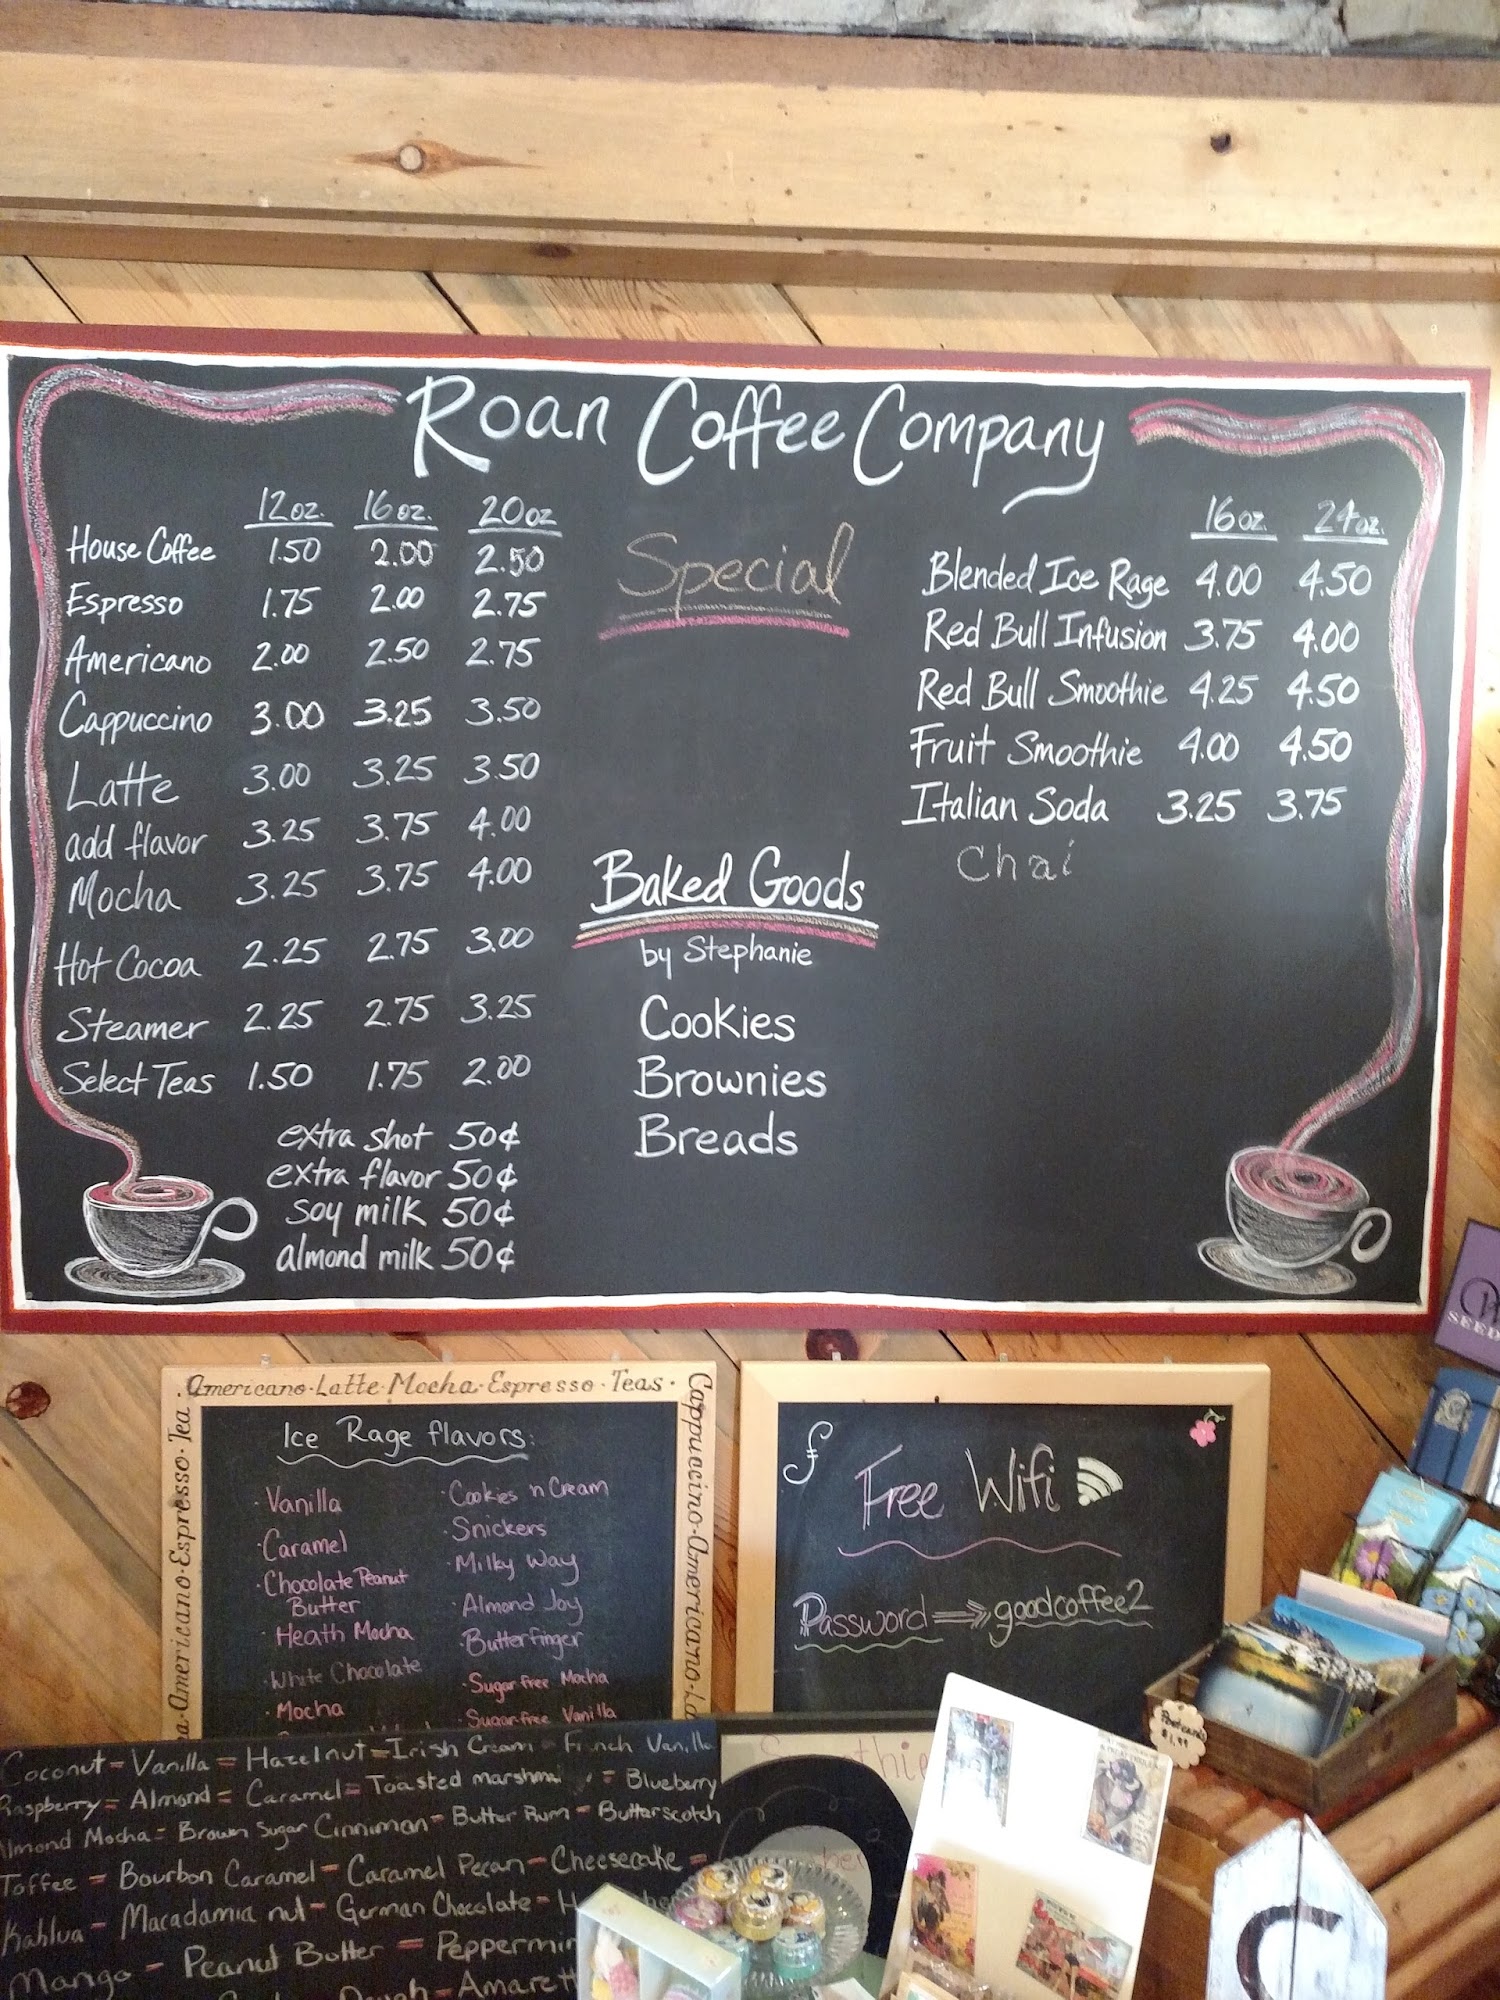 Roan Coffee Company
12oz. 16oz. 20oz
House Coffee 1.50 2.00 2.50
Espresso 1.75 2.00 2.75
Americano 2.00 2.50 2.75
Cappuccino 3.00 3.25 3.50
Latte 3.00 3.25 3.50
add flavor 3.25 3.75 4.00
Mocha 3.25 3.75 4.00
Hot Cocoa 2.25 2.75 3.00
Steamer 2.25 2.75 3.25
Select Teas 1.50 1.75 2.00
extra shot 50¢
extra flavor 50¢
soy milk 50¢
almond milk 50¢
Special
Baked Goods
by Stephanie
Cookies
Brownies
Breads
16oz. 24oz.
Blended Ice Rage 4.00 4.50
Red Bull Infusion 3.75 4.00
Red Bull Smoothie 4.25 4.50
Fruit Smoothie 4.00 4.50
Italian Soda 3.25 3.75
Chai
Americano · Latte · Mocha · Espresso · Teas ·
Cappuccino · Americano ·
Americano · Espresso · Tea
Ice Rage flavors:
· Vanilla
· Caramel
· Chocolate Peanut
Butter
· Heath Mocha
· White Chocolate
· Mocha
· Cookies 'n Cream
· Snickers
· Milky Way
· Almond Joy
· Butterfinger
· Sugar free Mocha
· Sugar-free Vanilla
Free Wifi
Password => goodcoffee2
Coconut = Vanilla = Hazelnut = Irish Cream = French Vanilla
Raspberry = Almond = Caramel = Toasted = Blueberry
Almond Mocha = Brown Sugar Cinniman = Butter Rum = Butterscotch
Toffee = Bourbon Caramel - Caramel Pecan - Cheesecake =
Kahlua - Macadamia nut - German Chocolate -
Mango - Peanut Butter =
Postcards
$1.99
SEED